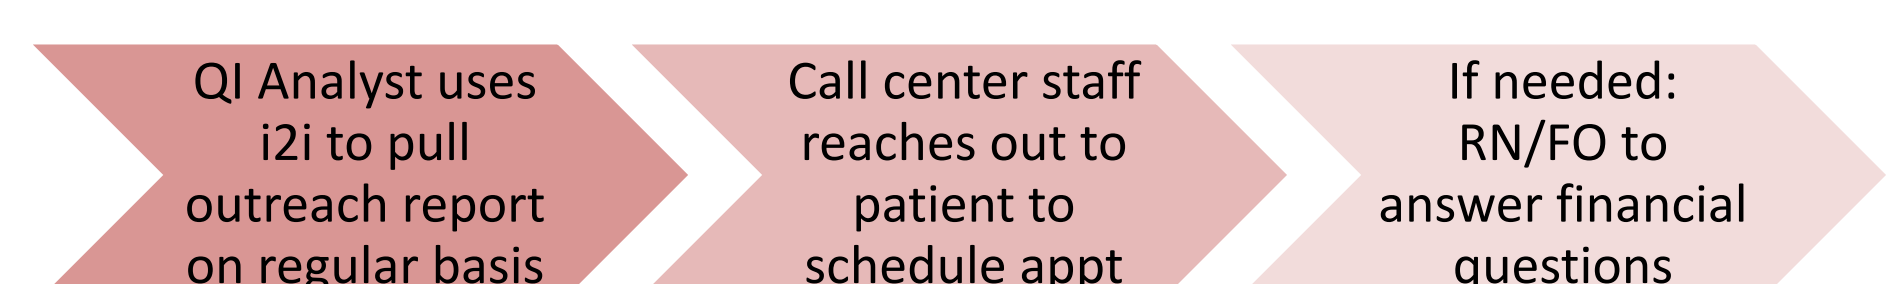 QI Analyst uses
i2i to pull
outreach report
on regular basis
Call center staff
reaches out to
patient to
schedule appt
If needed:
RN/FO to
answer financial
questions